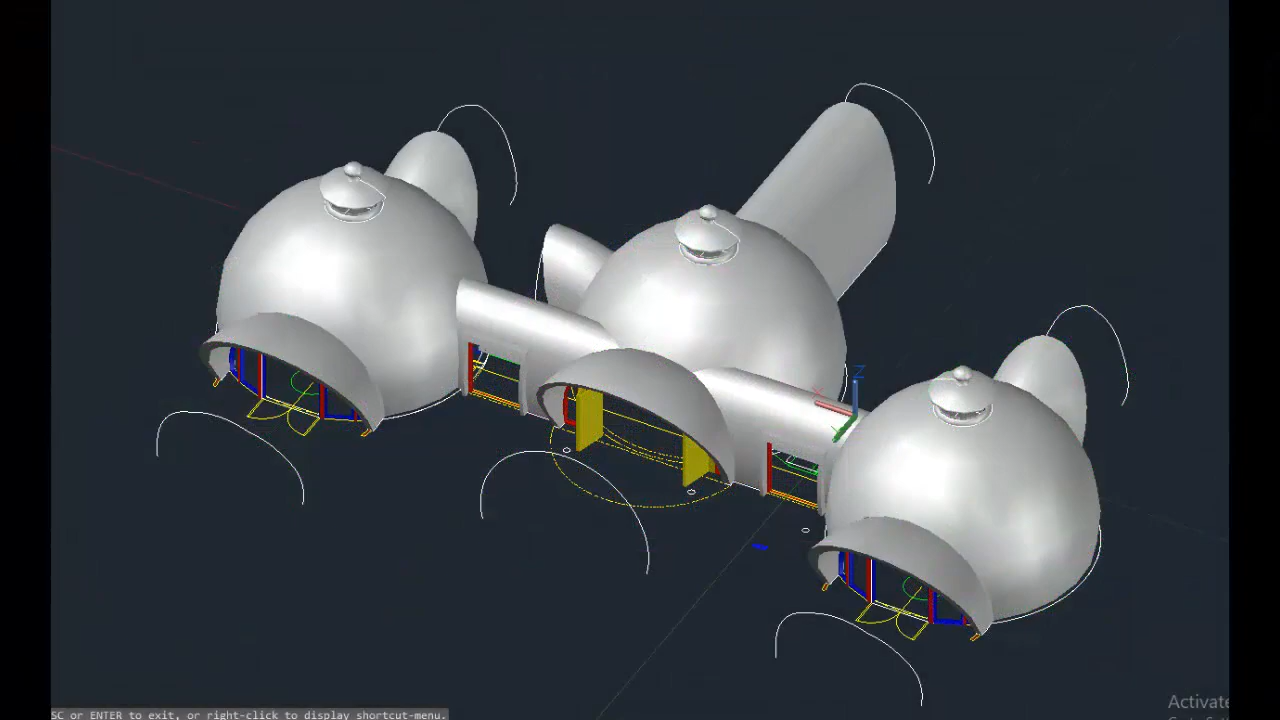 Z
SC or ENTER to exit, or right-click to display shortcut-menu.
Activate